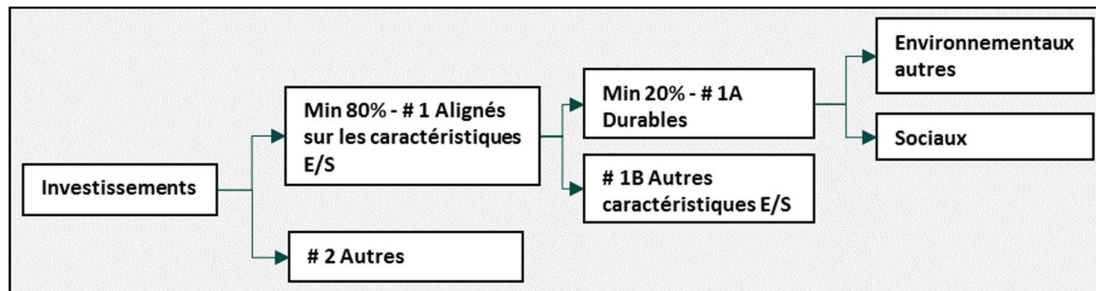 Investissements
Min 80% - # 1 Alignés
sur les caractéristiques
E/S
# 2 Autres
Min 20% - # 1A
Durables
# 1B Autres
caractéristiques E/S
Environnementaux
autres
Sociaux